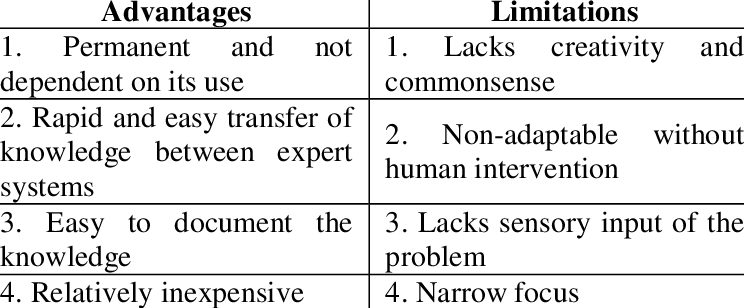 Advantages
Limitations
1. Permanent and not
dependent on its use
1. Lacks creativity and
commonsense
2. Rapid and easy transfer of
knowledge between expert
systems
2. Non-adaptable without
human intervention
3. Easy to document the
knowledge
3. Lacks sensory input of the
problem
4. Relatively inexpensive
4. Narrow focus